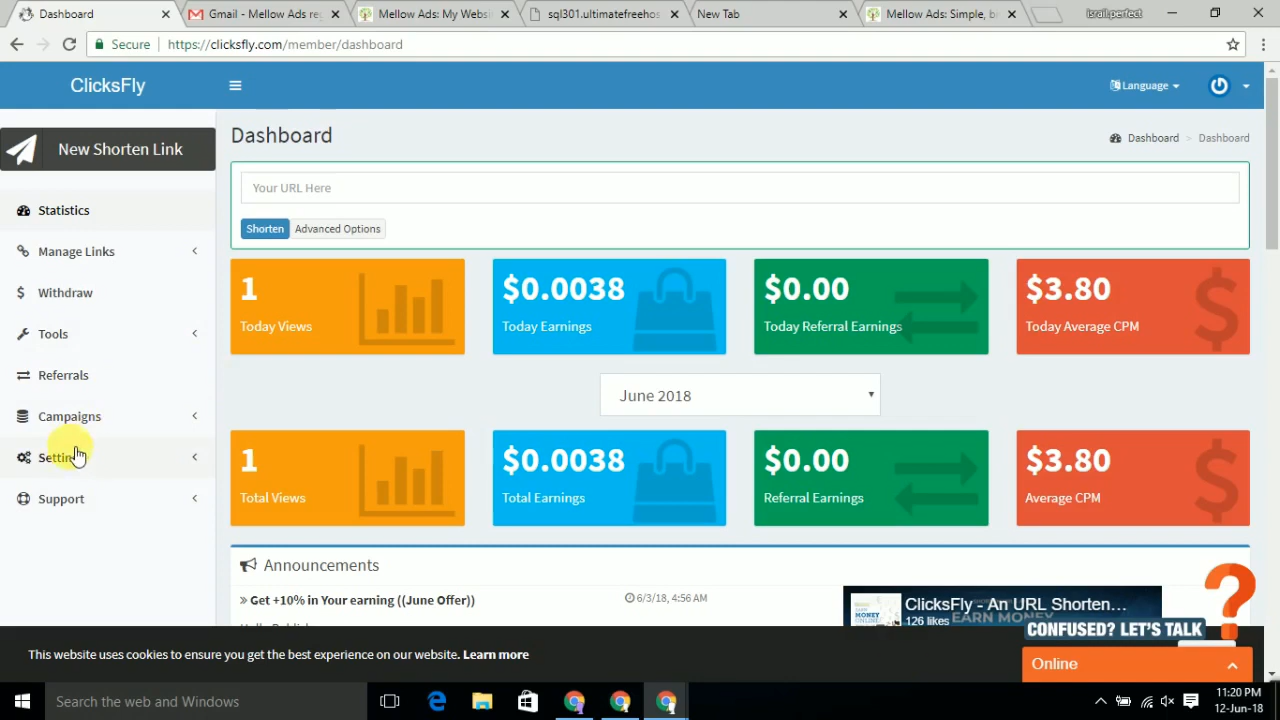 Dashboard
Gmail - Mellow Ads re
Mellow Ads: My Websi
sql301.ultimatefreehos
New Tab
Mellow Ads: Simple, bi
Israil.perfect
Secure
https://clicksfly.com/member/dashboard
ClicksFly
Language
New Shorten Link
Statistics
Manage Links
Withdraw
Tools
Referrals
Campaigns
Support
Dashboard
Dashboard > Dashboard
Your URL Here
Shorten
Advanced Options
1
Today Views
$0.0038
Today Earnings
$0.00
Today Referral Earnings
$3.80
Today Average CPM
June 2018
1
Total Views
$0.0038
Total Earnings
$0.00
Referral Earnings
$3.80
Average CPM
Announcements
» Get +10% in Your earning ((June Offer))
6/3/18, 4:56 AM
ClicksFly - An URL Shorten...
126 likes
CONFUSED? LET'S TALK
Online
This website uses cookies to ensure you get the best experience on our website. Learn more
Search the web and Windows
11:20 PM
12-Jun-18